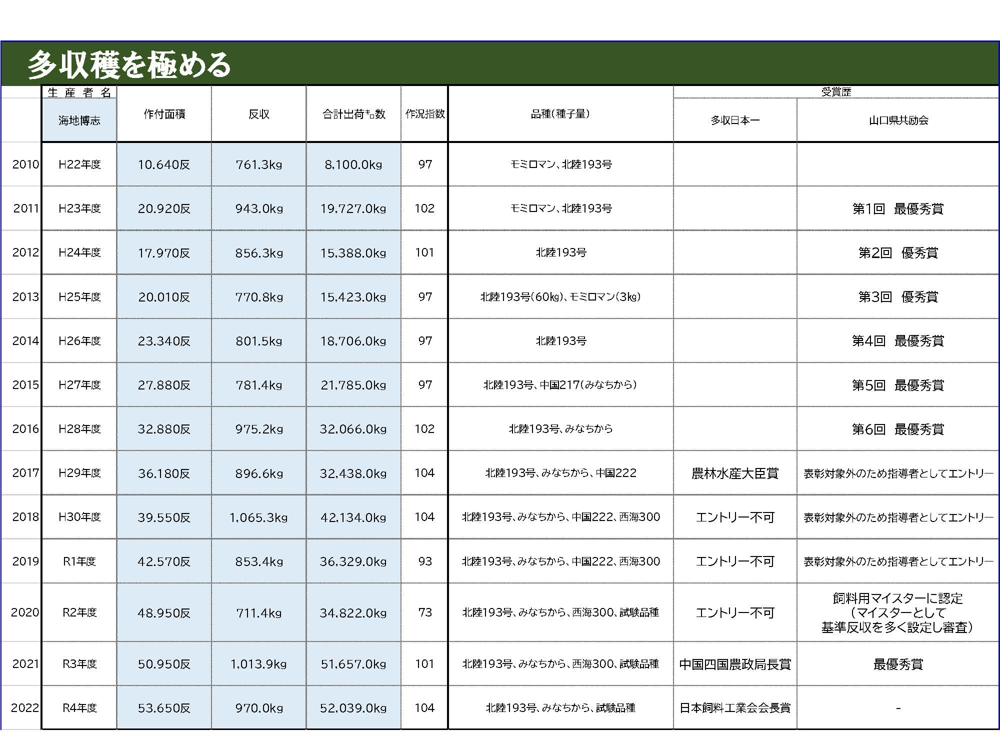 多収穫を極める
生産者名
海地博志
作付面積
反収
合計出荷㌔数
作況指数
品種(種子量)
受賞歴
多収日本一
山口県共励会
2010 H22年度 10.640反 761.3kg 8,100.0kg 97 モミロマン、北陸193号
2011 H23年度 20.920反 943.0kg 19,727.0kg 102 モミロマン、北陸193号 第1回　最優秀賞
2012 H24年度 17.970反 856.3kg 15,388.0kg 101 北陸193号 第2回　優秀賞
2013 H25年度 20.010反 770.8kg 15,423.0kg 97 北陸193号(60㎏)、モミロマン(3㎏) 第3回　優秀賞
2014 H26年度 23.340反 801.5kg 18,706.0kg 97 北陸193号 第4回　最優秀賞
2015 H27年度 27.880反 781.4kg 21,785.0kg 97 北陸193号、中国217(みなちから) 第5回　最優秀賞
2016 H28年度 32.880反 975.2kg 32,066.0kg 102 北陸193号、みなちから 第6回　最優秀賞
2017 H29年度 36.180反 896.6kg 32,438.0kg 104 北陸193号、みなちから、中国222 農林水産大臣賞 表彰対象外のため指導者としてエントリー
2018 H30年度 39.550反 1,065.3kg 42,134.0kg 104 北陸193号、みなちから、中国222、西海300 エントリー不可 表彰対象外のため指導者としてエントリー
2019 R1年度 42.570反 853.4kg 36,329.0kg 93 北陸193号、みなちから、中国222、西海300 エントリー不可 表彰対象外のため指導者としてエントリー
2020 R2年度 48.950反 711.4kg 34,822.0kg 73 北陸193号、みなちから、西海300、試験品種 エントリー不可 飼料用マイスターに認定
(マイスターとして
基準反収を多く設定し審査)
2021 R3年度 50.950反 1,013.9kg 51,657.0kg 101 北陸193号、みなちから、西海300、試験品種 中国四国農政局長賞 最優秀賞
2022 R4年度 53.650反 970.0kg 52,039.0kg 104 北陸193号、みなちから、試験品種 日本飼料工業会会長賞 -